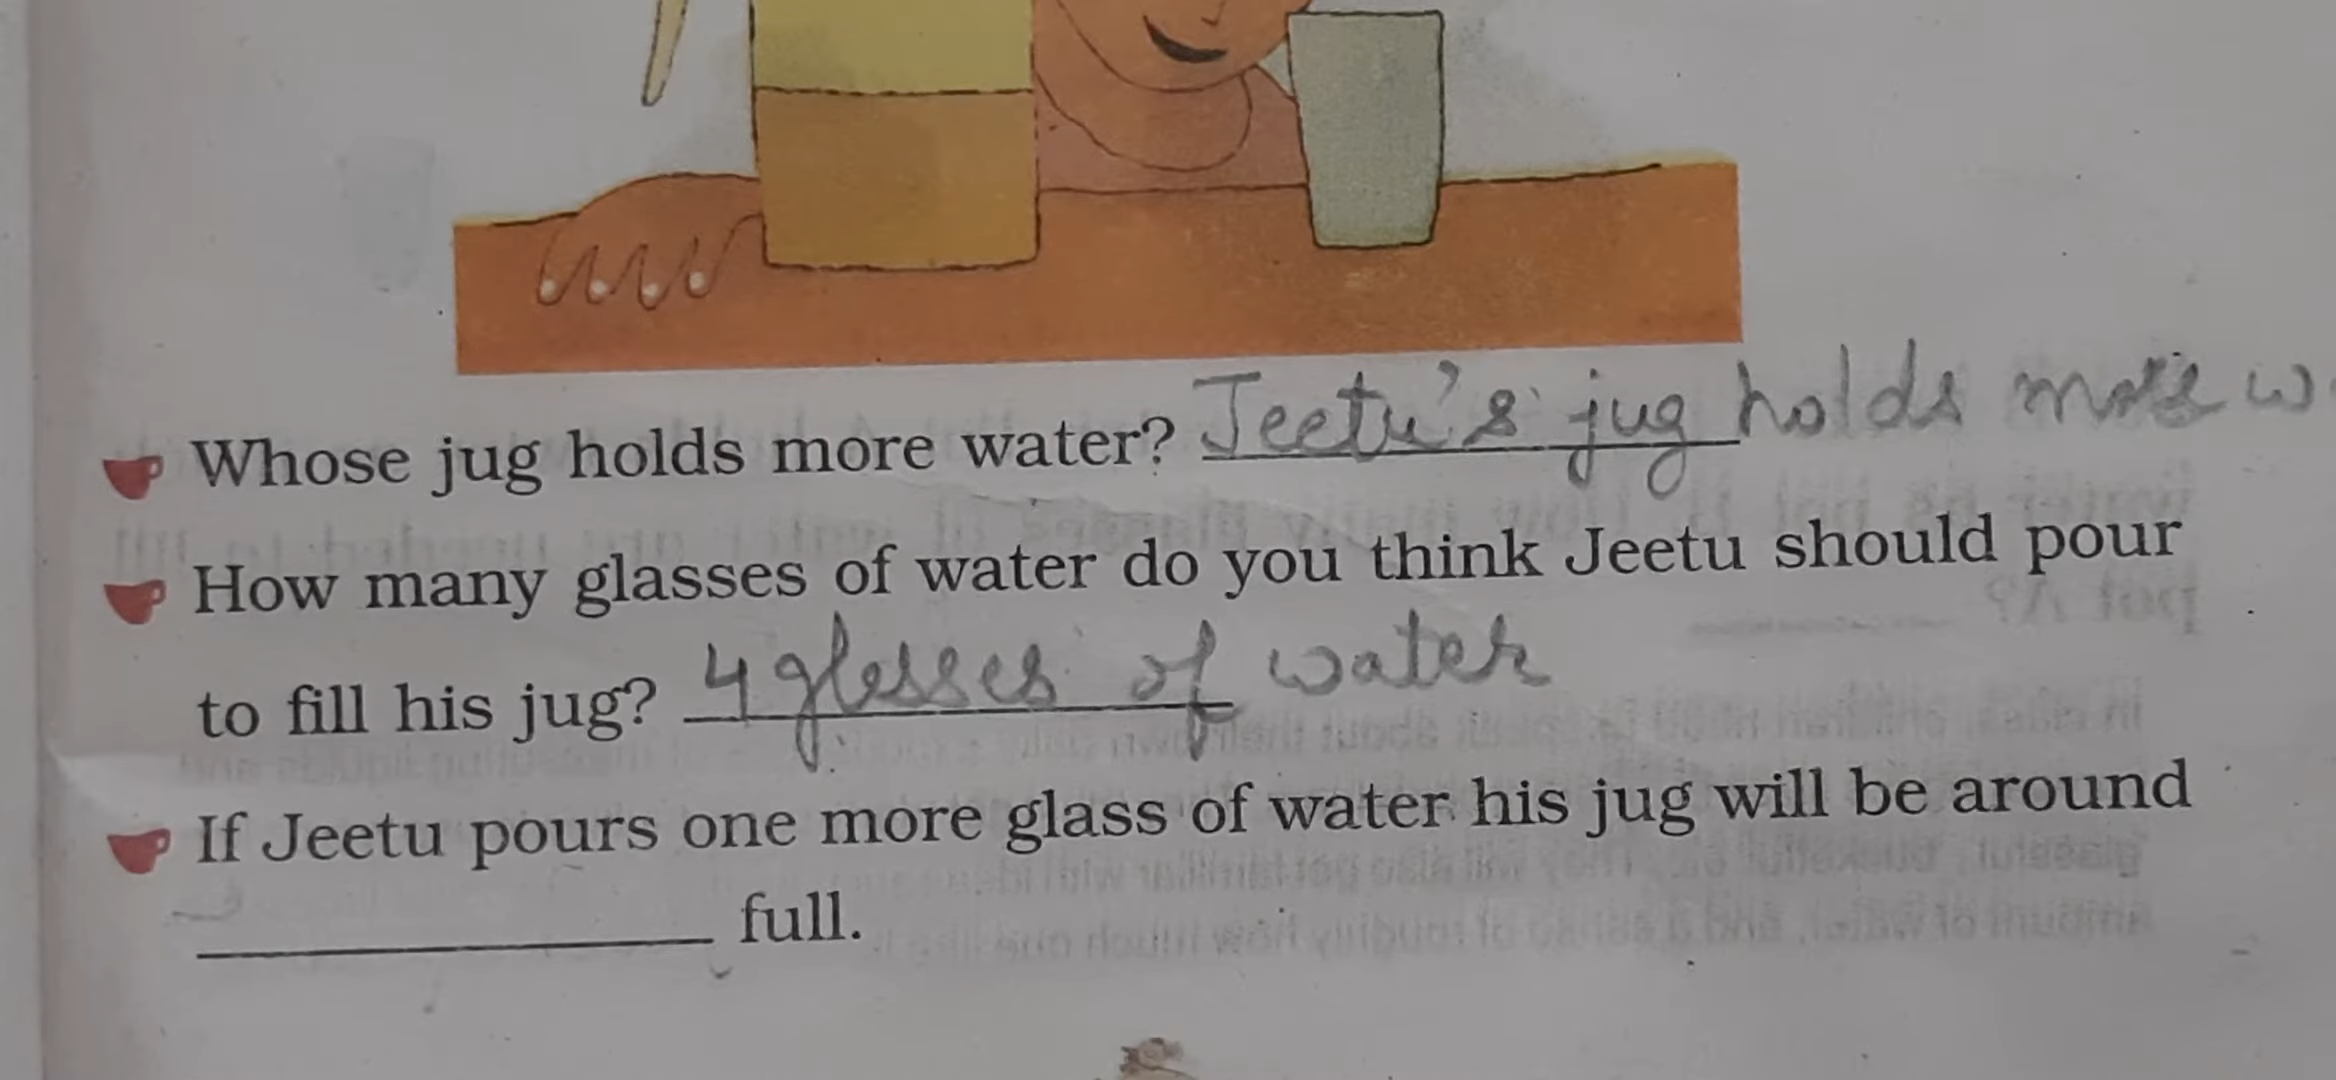 Whose jug holds more water? Jeetu's jug holds more w
How many glasses of water do you think Jeetu should pour
to fill his jug? 4 glesses of water
If Jeetu pours one more glass of water his jug will be around
full.